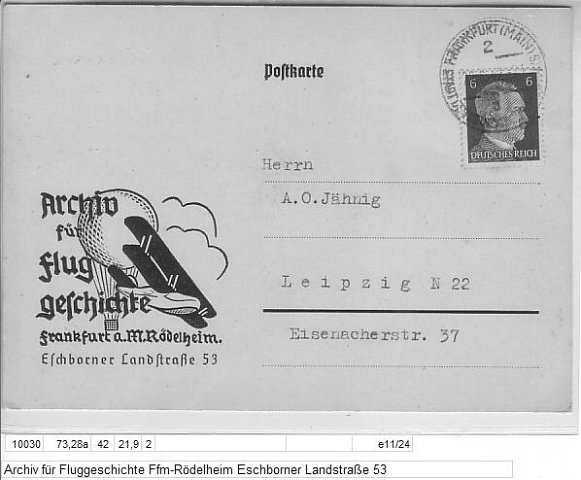 FRANKFURT (MAIN)
2
Postkarte
6 6
DEUTSCHES REICH
Herrn
A.O.Jähnig
Archiv
für
Flug
geschichte
Frankfurt a.M.Rödelheim.
Eschborner Landstraße 53
Leipzig N 22
Eisenacherstr. 37
10030 73,28a 42 21,9 2 e11/24
Archiv für Fluggeschichte Ffm-Rödelheim Eschborner Landstraße 53